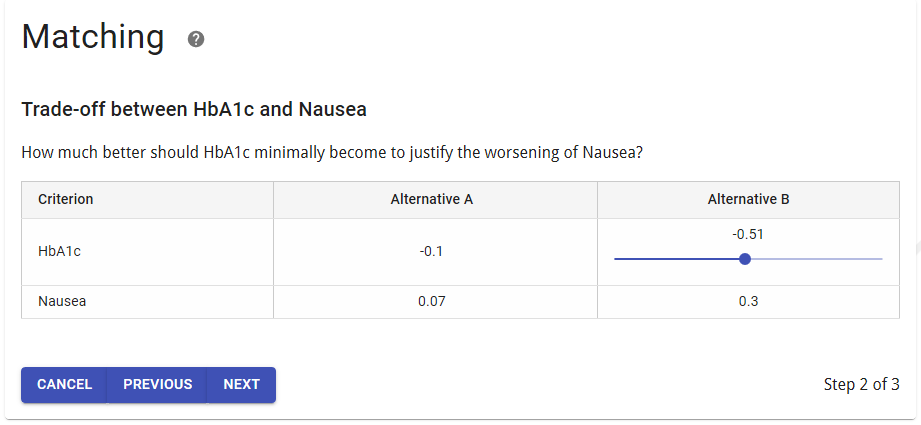 Matching ?
Trade-off between HbA1c and Nausea
How much better should HbA1c minimally become to justify the worsening of Nausea?
Criterion Alternative A Alternative B
HbA1c -0.1 -0.51
Nausea 0.07 0.3
CANCEL PREVIOUS NEXT Step 2 of 3